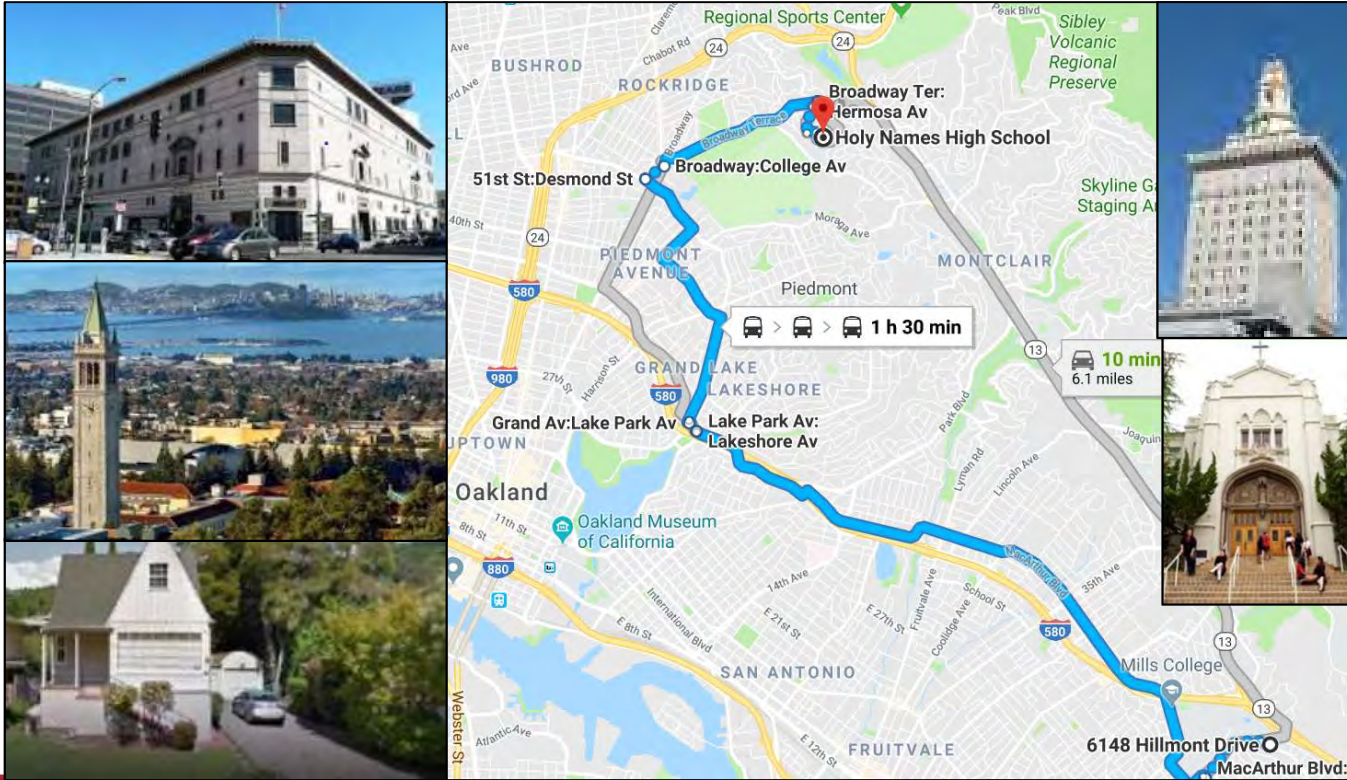 Regional Sports Center
Peak Blvd
Sibley
Volcanic
Regional
Preserve
24
24
Chabot Rd
BUSHROD
ROCKRIDGE
Broadway
Broadway Terrace
Broadway Ter:
Hermosa Av
Holy Names High School
Broadway:College Av
51st St:Desmond St
40th St
24
Moraga Ave
PIEDMONT
AVENUE
MONTCLAIR
580
Piedmont
1 h 30 min
13
10 min
6.1 miles
GRAND LAKE
LAKESHORE
27th St
Harrison St
980
580
Park Blvd
Grand Av:Lake Park Av
Lake Park Av:
Lakeshore Av
Lyman Rd
Lincoln Ave
Oakland
11th St
8th St
Oakland Museum
of California
880
14th Ave
MacArthur Blvd
35th Ave
International Blvd
E 8th St
E 21st St
E 27th St
Fruitvale Ave
Coolidge Ave
School St
580
SAN ANTONIO
Mills College
13
13
Webster St
Atlantic Ave
E 12th St
FRUITVALE
6148 Hillmont Drive
MacArthur Blvd: